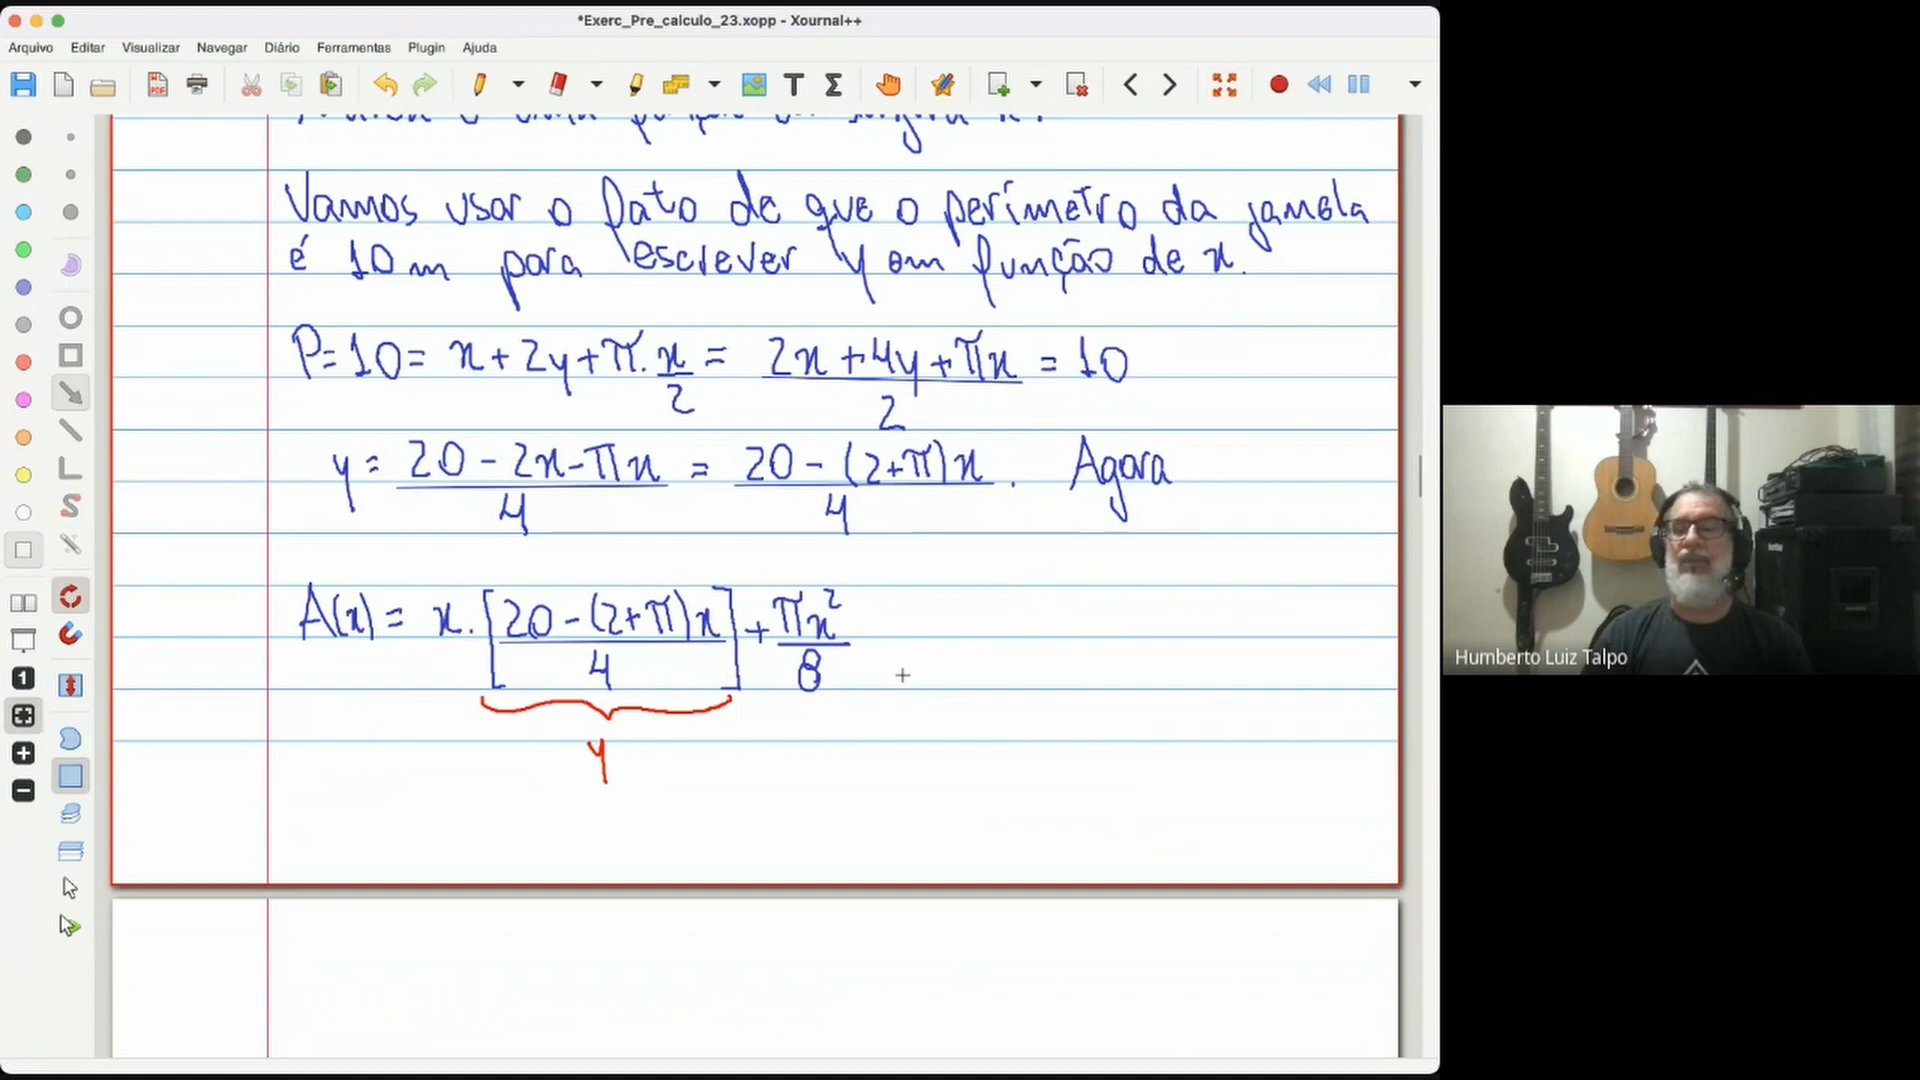 *Exerc_Pre_calculo_23.xopp - Xournal++
Arquivo Editar Visualizar Navegar Diário Ferramentas Plugin Ajuda
Vamos usar o fato de que o perímetro da janela
é 10 m para escrever y em função de x.
P = 10 = x + 2y + π · x/2 = (2x + 4y + πx)/2 = 10
y = (20 - 2x - πx)/4 = (20 - (2+π)x)/4 . Agora
A(x) = x · [(20 - (2+π)x)/4] + πx²/8
y
Humberto Luiz Talpo